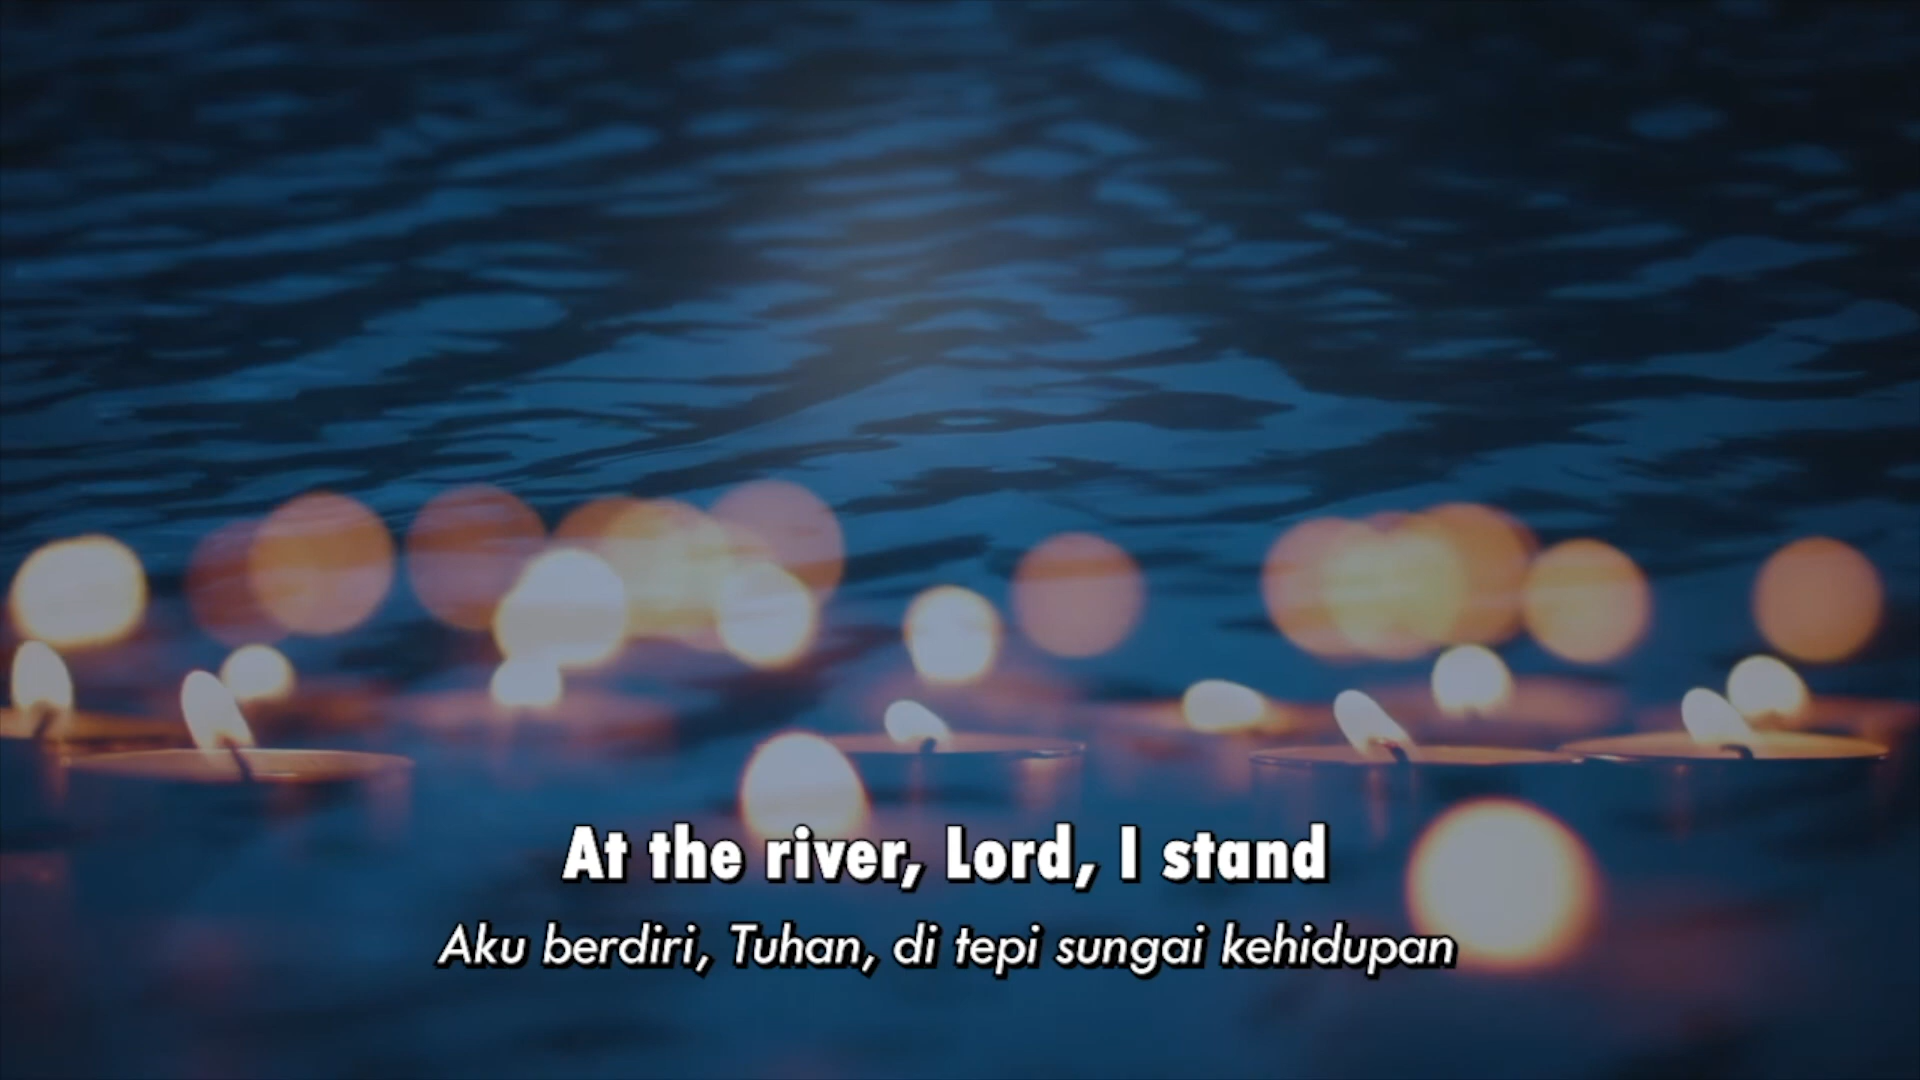 At the river, Lord, I stand
Aku berdiri, Tuhan, di tepi sungai kehidupan